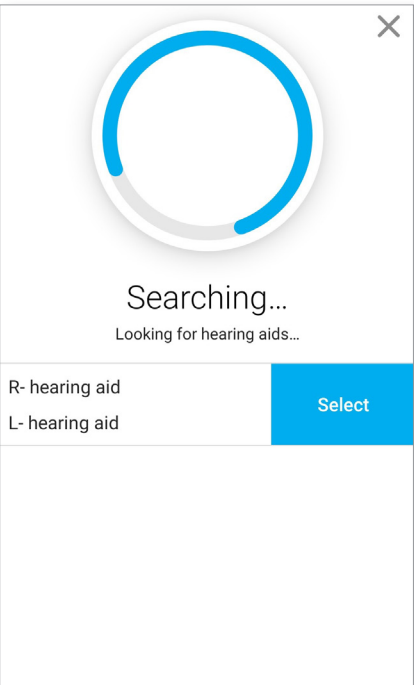 Searching...
Looking for hearing aids...
R- hearing aid
L- hearing aid
Select